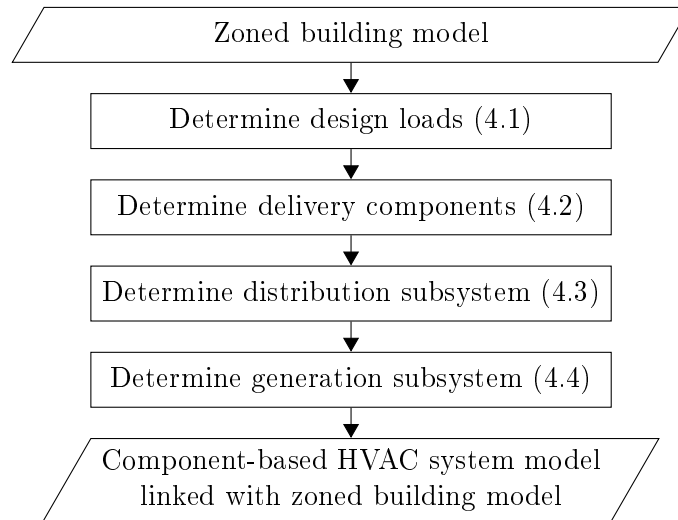 Zoned building model
Determine design loads (4.1)
Determine delivery components (4.2)
Determine distribution subsystem (4.3)
Determine generation subsystem (4.4)
Component-based HVAC system model
linked with zoned building model